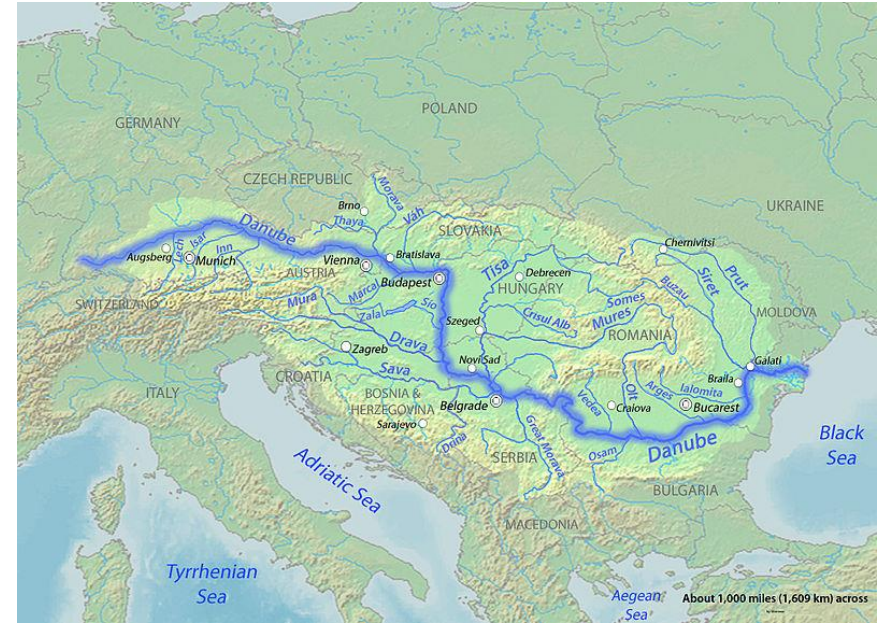 POLAND
GERMANY
CZECH REPUBLIC
Morava
UKRAINE
Brno
Vah
Thaya
Danube
SLOVAKIA
Chernivitsi
Lech
Isar
Inn
Augsberg
Munich
Vienna
Bratislava
Tisa
Prut
Siret
AUSTRIA
Budapest
Debrecen
HUNGARY
Buzau
SWITZERLAND
Mura
Marca
Sio
Somes
Zala
Crisul Alb
Mures
MOLDOVA
Szeged
ROMANIA
Drava
Zagreb
Novi Sad
Galati
Sava
CROATIA
Braila
ITALY
BOSNIA &
HERZEGOVINA
Belgrade
Vedea
Olt
Arges
Ialomita
Cralova
Bucarest
Sarajevo
Drina
Great Morava
Black
Sea
SERBIA
Osam
Danube
Adriatic Sea
BULGARIA
MACEDONIA
Tyrrhenian
Sea
Aegean
Sea
About 1,000 miles (1,609 km) across